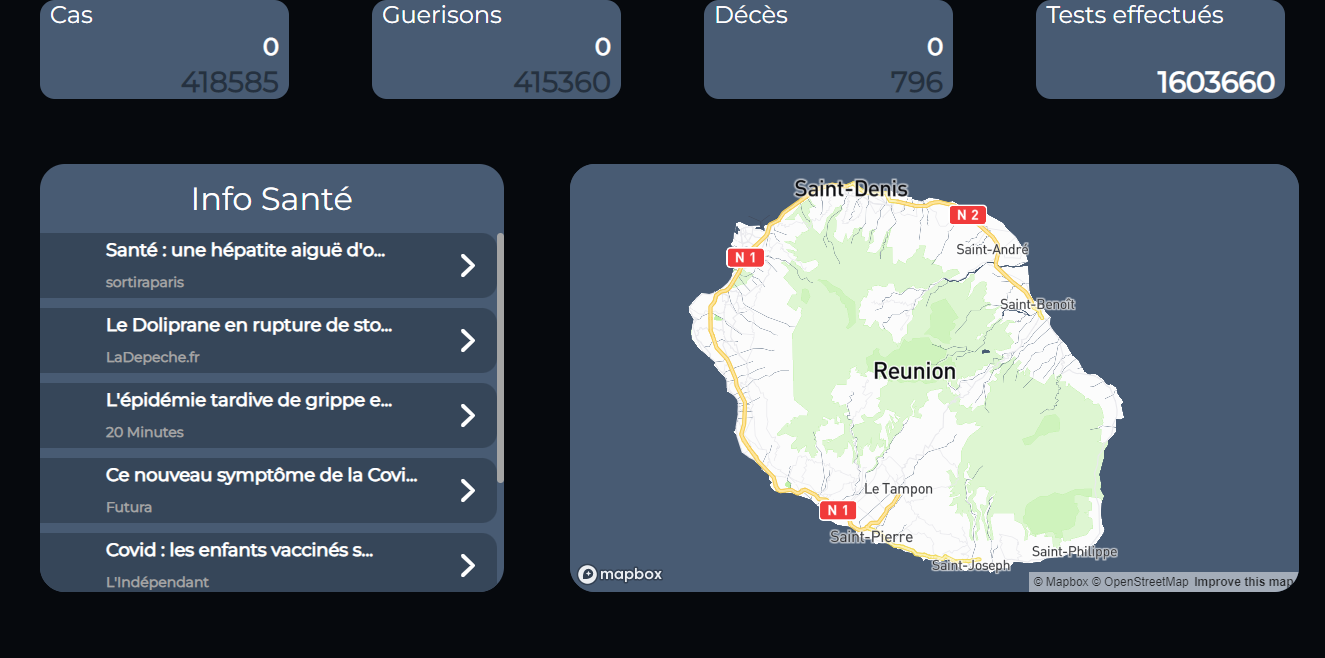 Cas
0
418585
Guerisons
0
415360
Décès
0
796
Tests effectués
1603660
Info Santé
Santé : une hépatite aiguë d'o...
sortiraparis
Le Doliprane en rupture de sto...
LaDepeche.fr
L'épidémie tardive de grippe e...
20 Minutes
Ce nouveau symptôme de la Covi...
Futura
Covid : les enfants vaccinés s...
L'Indépendant
Saint-Denis
N 2
Saint-André
N 1
Saint-Benoît
Reunion
Le Tampon
N 1
Saint-Pierre
Saint-Philippe
Saint-Joseph
mapbox
© Mapbox © OpenStreetMap Improve this map